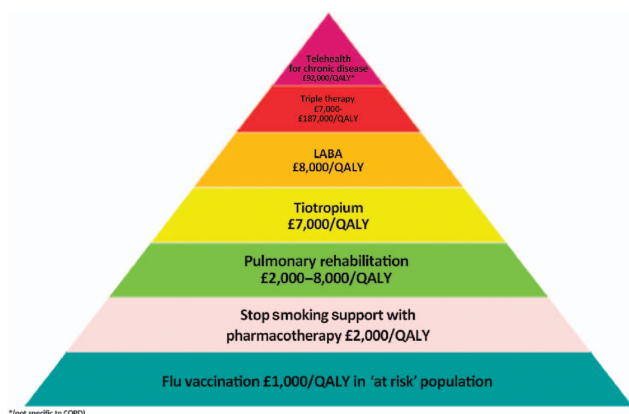 Telehealth
for chronic disease
£92,000/QALY*
Triple therapy
£7,000-
£187,000/QALY
LABA
£8,000/QALY
Tiotropium
£7,000/QALY
Pulmonary rehabilitation
£2,000–8,000/QALY
Stop smoking support with
pharmacotherapy £2,000/QALY
Flu vaccination £1,000/QALY in ‘at risk’ population
*(not specific to COPD)